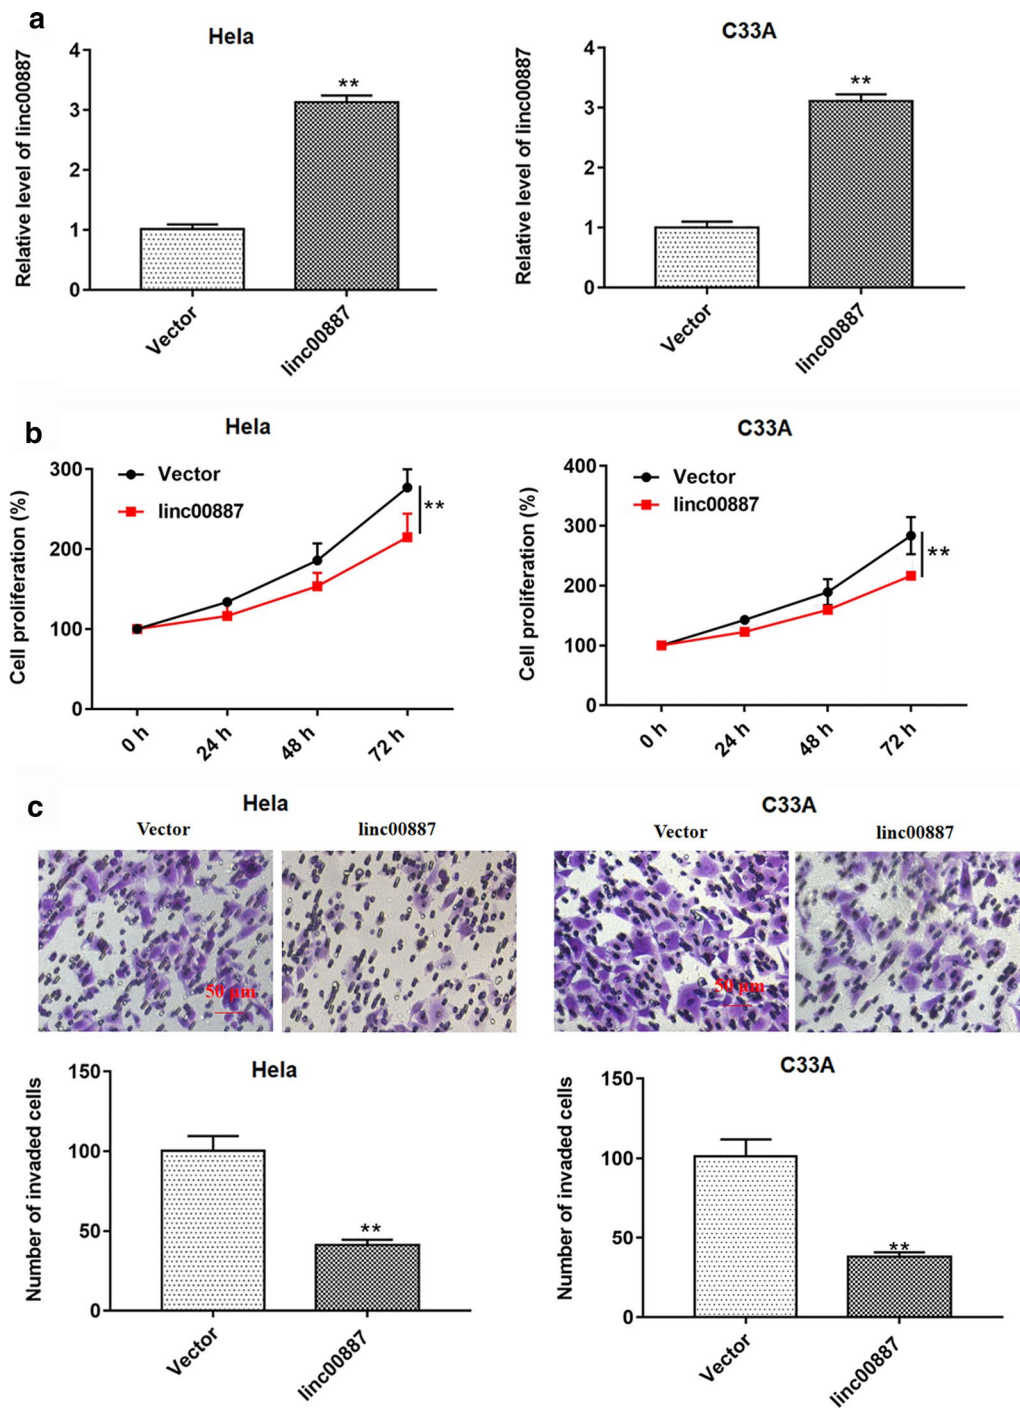 a
Hela
Relative level of linc00887
4
3
2
1
0
**
Vector
linc00887
C33A
Relative level of linc00887
4
3
2
1
0
**
Vector
linc00887
b
Hela
Cell proliferation (%)
300
200
100
0
Vector
linc00887
**
0 h
24 h
48 h
72 h
C33A
Cell proliferation (%)
400
300
200
100
0
Vector
linc00887
**
0 h
24 h
48 h
72 h
c
Hela
Vector
linc00887
50 μm
C33A
Vector
linc00887
50 μm
Hela
Number of invaded cells
150
100
50
0
**
Vector
linc00887
C33A
Number of invaded cells
150
100
50
0
**
Vector
linc00887